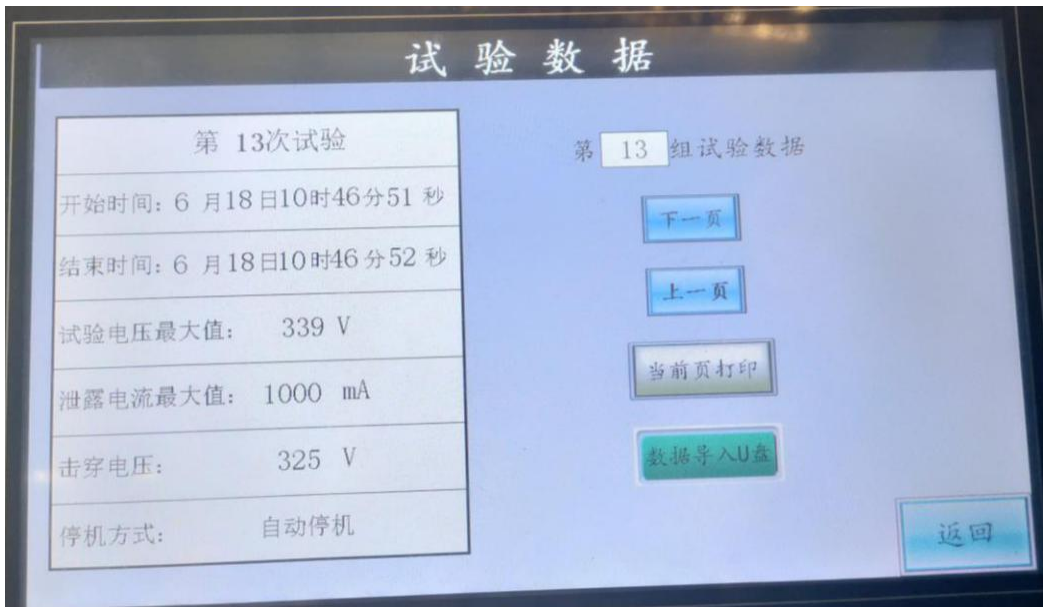 试验数据
第 13次试验
开始时间: 6 月18日10时46分51 秒
结束时间: 6 月18日10时46分52 秒
试验电压最大值: 339 V
泄露电流最大值: 1000 mA
击穿电压: 325 V
停机方式: 自动停机
第 13 组试验数据
下一页
上一页
当前页打印
数据导入U盘
返回